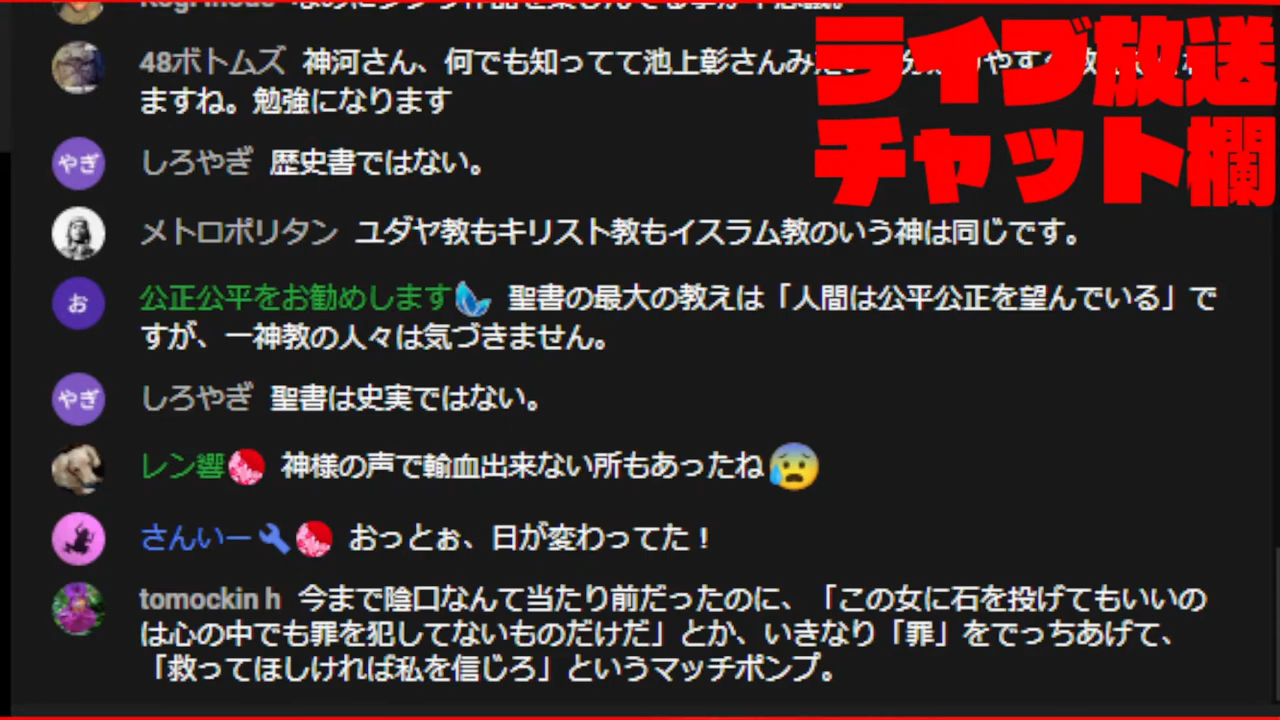 ライブ放送
チャット欄
48ボトムズ 神河さん、何でも知ってて池上彰さんみ
ますね。勉強になります
やぎ しろやぎ 歴史書ではない。
メトロポリタン ユダヤ教もキリスト教もイスラム教のいう神は同じです。
お 公正公平をお勧めします 聖書の最大の教えは「人間は公平公正を望んでいる」で
すが、一神教の人々は気づきません。
やぎ しろやぎ 聖書は史実ではない。
レン響 神様の声で輸血出来ない所もあったね😰
さんいー おっとぉ、日が変わってた！
tomockin h 今まで陰口なんて当たり前だったのに、「この女に石を投げてもいいの
は心の中でも罪を犯してないものだけだ」とか、いきなり「罪」をでっちあげて、
「救ってほしければ私を信じろ」というマッチポンプ。